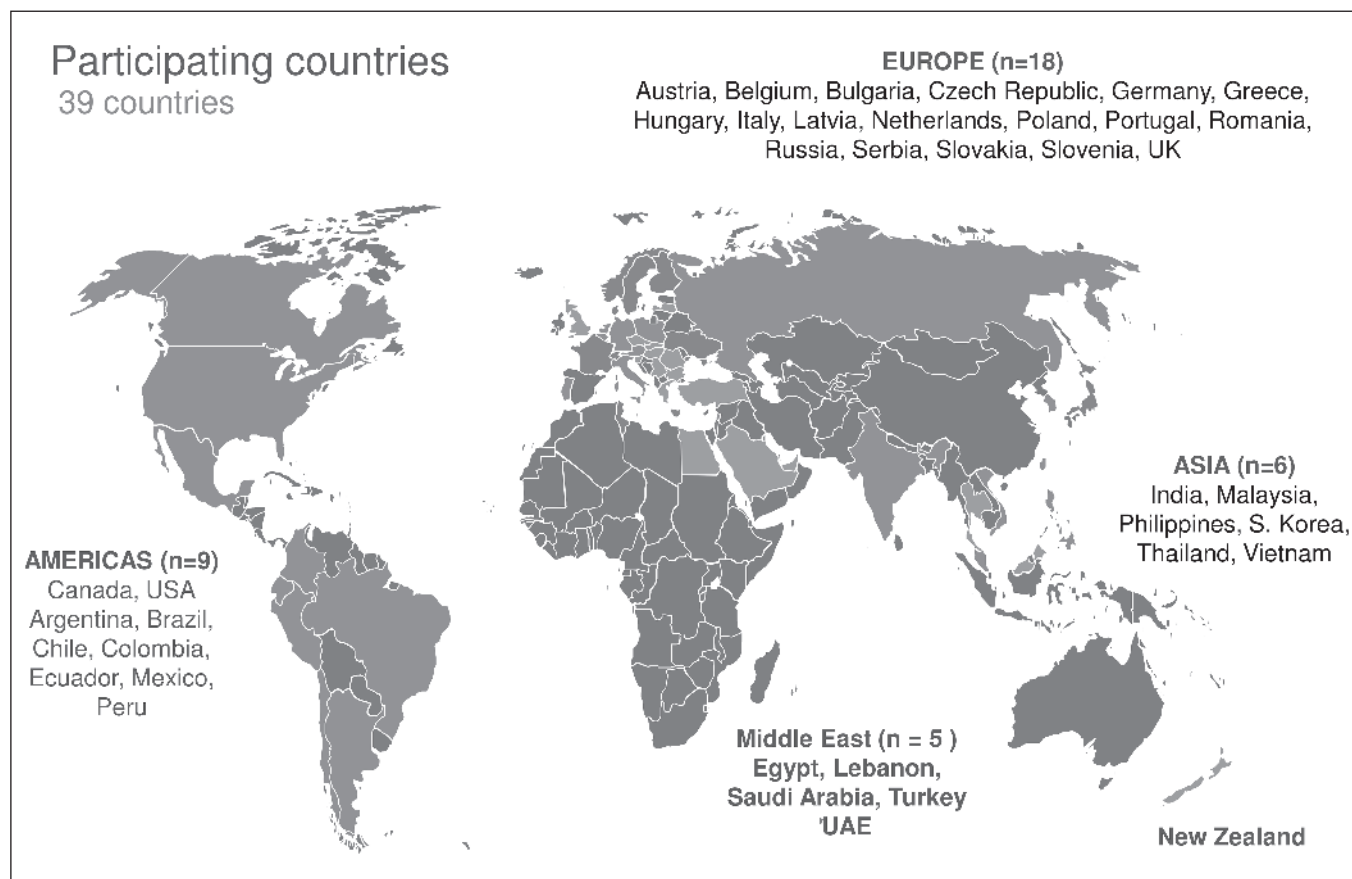 Participating countries
39 countries
EUROPE (n=18)
Austria, Belgium, Bulgaria, Czech Republic, Germany, Greece,
Hungary, Italy, Latvia, Netherlands, Poland, Portugal, Romania,
Russia, Serbia, Slovakia, Slovenia, UK
ASIA (n=6)
India, Malaysia,
Philippines, S. Korea,
Thailand, Vietnam
AMERICAS (n=9)
Canada, USA
Argentina, Brazil,
Chile, Colombia,
Ecuador, Mexico,
Peru
Middle East (n = 5 )
Egypt, Lebanon,
Saudi Arabia, Turkey
'UAE
New Zealand